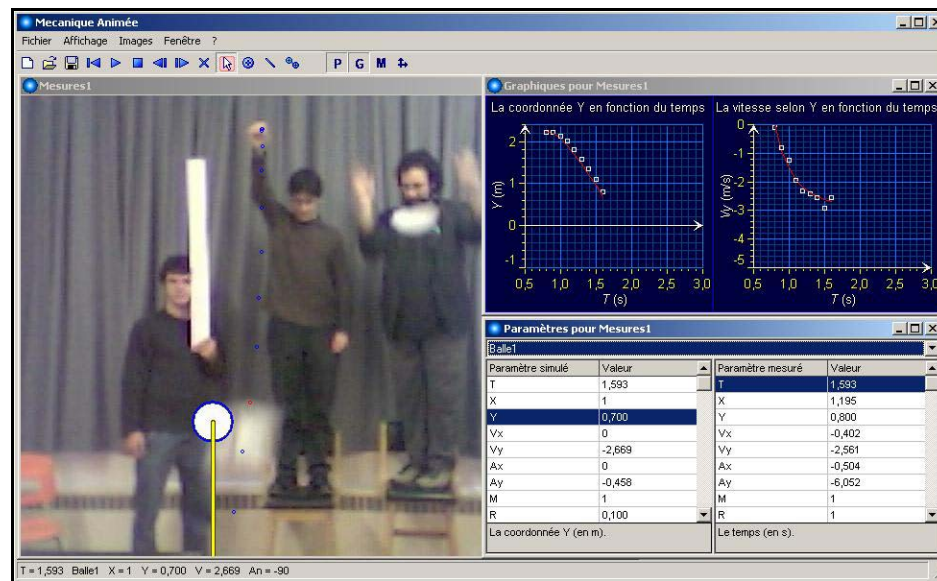 Mecanique Animée
Fichier Affichage Images Fenêtre ?
P G M
Mesures1
Graphiques pour Mesures1
La coordonnée Y en fonction du temps
2
1
0
-1
Y (m)
0,5 1,0 1,5 2,0 2,5 3,0
T (s)
La vitesse selon Y en fonction du temps
0
-1
-2
-3
-4
-5
Vy (m/s)
0,5 1,0 1,5 2,0 2,5 3,0
T (s)
Paramètres pour Mesures1
Balle1
Paramètre simulé Valeur
T 1,593
X 1
Y 0,700
Vx 0
Vy -2,669
Ax 0
Ay -0,458
M 1
R 0,100
La coordonnée Y (en m).
Paramètre mesuré Valeur
T 1,593
X 1,195
Y 0,800
Vx -0,402
Vy -2,561
Ax -0,504
Ay -6,052
M 1
R 1
Le temps (en s).
T = 1,593 Balle1 X = 1 Y = 0,700 V = 2,669 An = -90